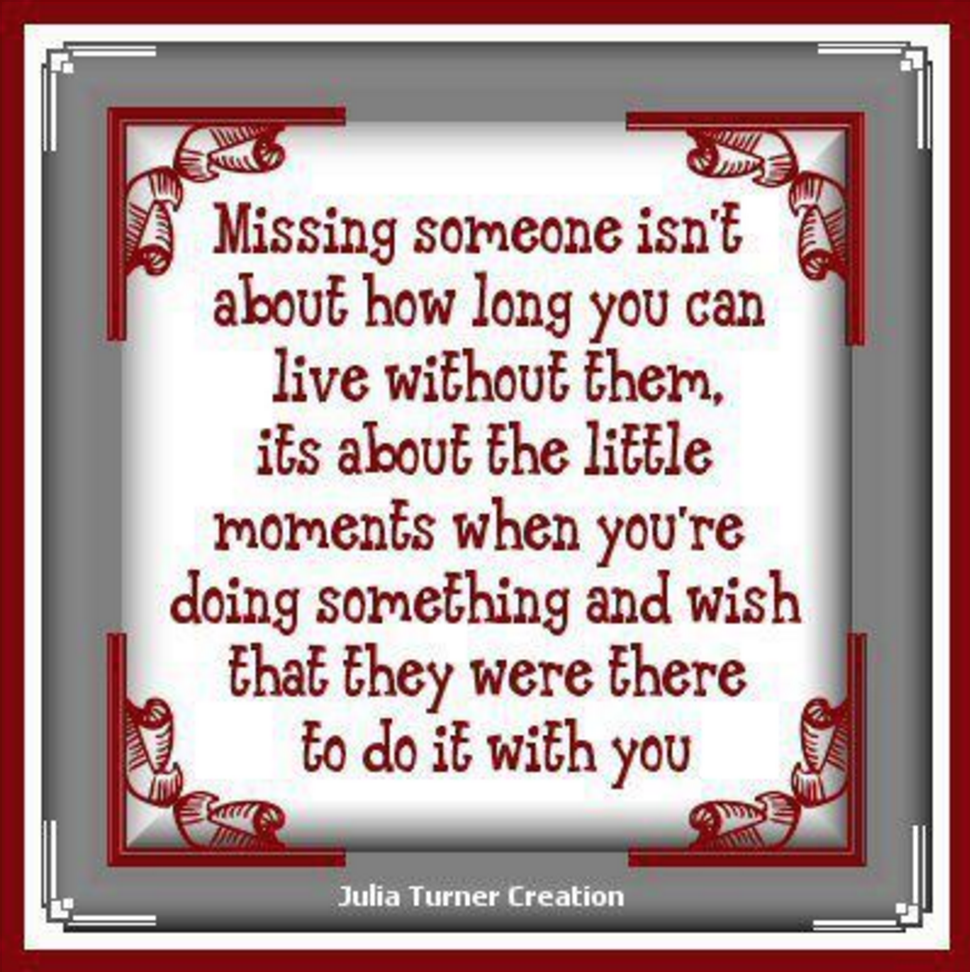 Missing someone isn't
about how long you can
live without them,
its about the little
moments when you're
doing something and wish
that they were there
to do it with you
Julia Turner Creation